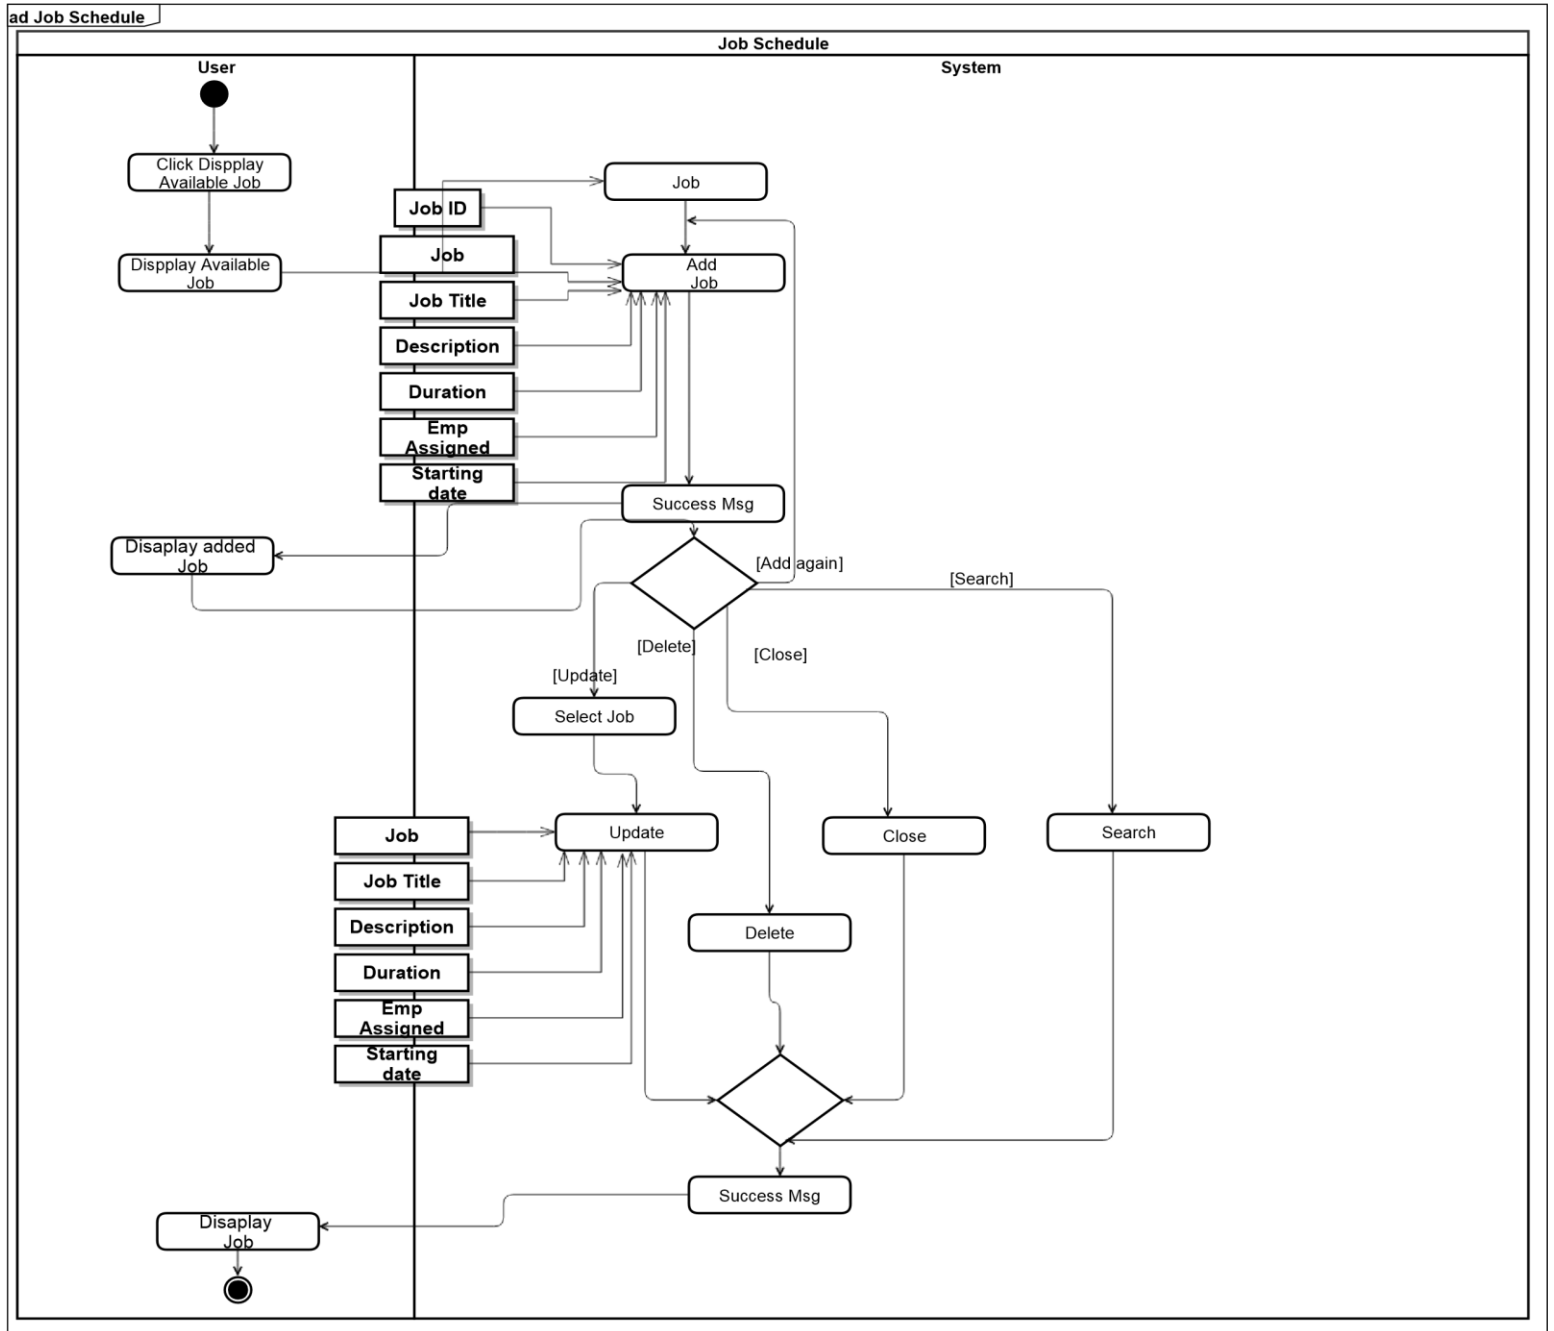 ad Job Schedule
Job Schedule
User
System
Click Dispplay
Available Job
Job
Job ID
Job
Dispplay Available
Job
Add
Job
Job Title
Description
Duration
Emp
Assigned
Starting
date
Success Msg
Disaplay added
Job
[Add again]
[Search]
[Delete]
[Close]
[Update]
Select Job
Job
Update
Close
Search
Job Title
Description
Delete
Duration
Emp
Assigned
Starting
date
Success Msg
Disaplay
Job